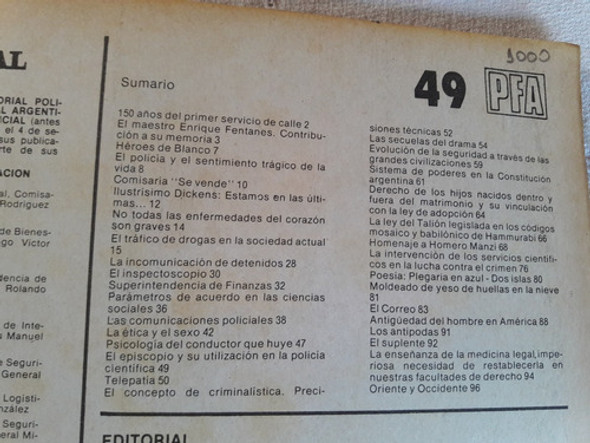 AL
ORIAL POLI-
L ARGENTI-
ICIAL (antes
el 4 de se-
sus publica-
rte de sus
ACION
al, Comisa-
Rodríguez
de Bienes-
go Víctor
dencia de
Rolando
de Inte-
s Manuel
e Seguri-
General
Logísti-
nzález
Seguri-
eral Mi-
Sumario
150 años del primer servicio de calle 2
El maestro Enrique Fentanes. Contribu-
ción a su memoria 3
Héroes de Blanco 7
El policía y el sentimiento trágico de la
vida 8
Comisaría "Se vende" 10
Ilustrísimo Dickens: Estamos en las últi-
mas... 12
No todas las enfermedades del corazón
son graves 14
El tráfico de drogas en la sociedad actual
15
La incomunicación de detenidos 28
El inspectoscopio 30
Superintendencia de Finanzas 32
Parámetros de acuerdo en las ciencias
sociales 36
Las comunicaciones policiales 38
La ética y el sexo 42
Psicología del conductor que huye 47
El episcopio y su utilización en la policía
científica 49
Telepatía 50
El concepto de criminalística. Preci-
1000
49 PFA
siones técnicas 52
Las secuelas del drama 54
Evolución de la seguridad a través de las
grandes civilizaciones 59
Sistema de poderes en la Constitución
argentina 61
Derecho de los hijos nacidos dentro y
fuera del matrimonio y su vinculación
con la ley de adopción 64
La ley del Talión legislada en los códigos
mosaico y babilónico de Hammurabi 66
Homenaje a Homero Manzi 68
La intervención de los servicios científi-
cos en la lucha contra el crimen 76
Poesía: Plegaria en azul - Dos islas 80
Moldeado de yeso de huellas en la nieve
81
El Correo 83
Antigüedad del hombre en América 88
Los antípodas 91
El suplente 92
La enseñanza de la medicina legal, impe-
riosa necesidad de restablecerla en
nuestras facultades de derecho 94
Oriente y Occidente 96
EDITORIAL